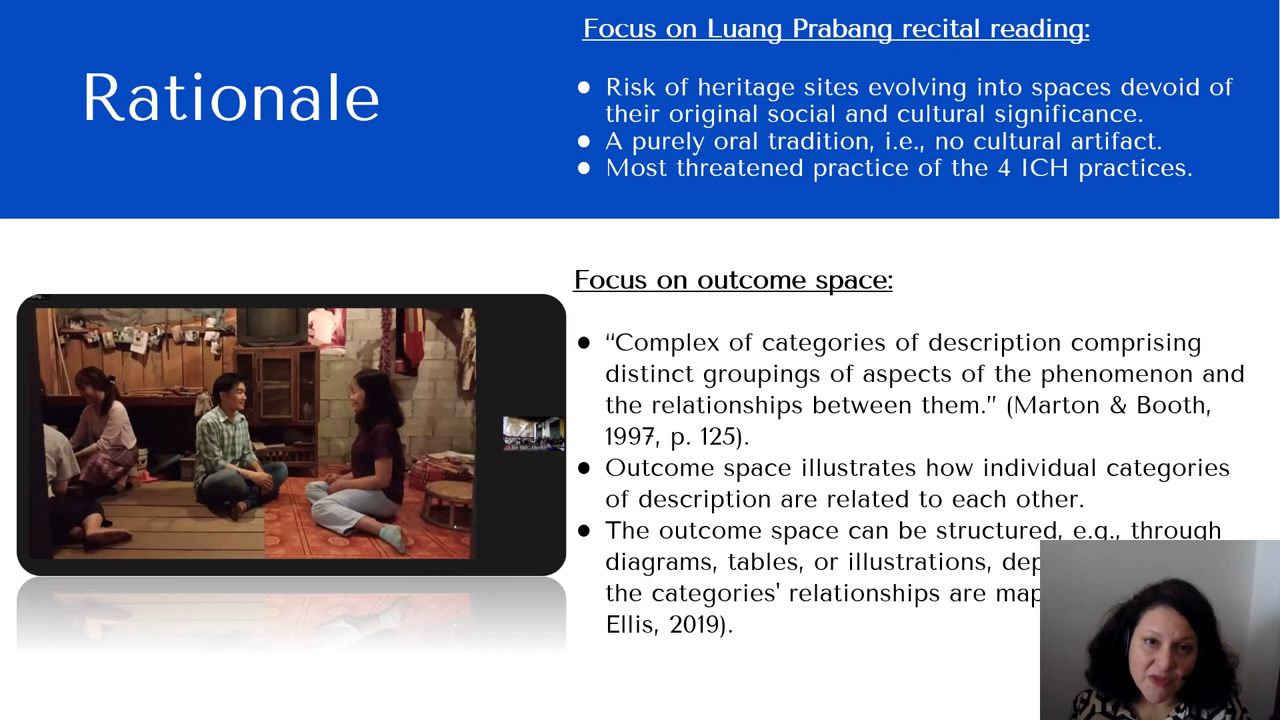 Rationale
Focus on Luang Prabang recital reading:
● Risk of heritage sites evolving into spaces devoid of
their original social and cultural significance.
● A purely oral tradition, i.e., no cultural artifact.
● Most threatened practice of the 4 ICH practices.
Focus on outcome space:
● “Complex of categories of description comprising
distinct groupings of aspects of the phenomenon and
the relationships between them.” (Marton & Booth,
1997, p. 125).
● Outcome space illustrates how individual categories
of description are related to each other.
● The outcome space can be structured, e.g., through
diagrams, tables, or illustrations,
the categories' relationships are
Ellis, 2019).